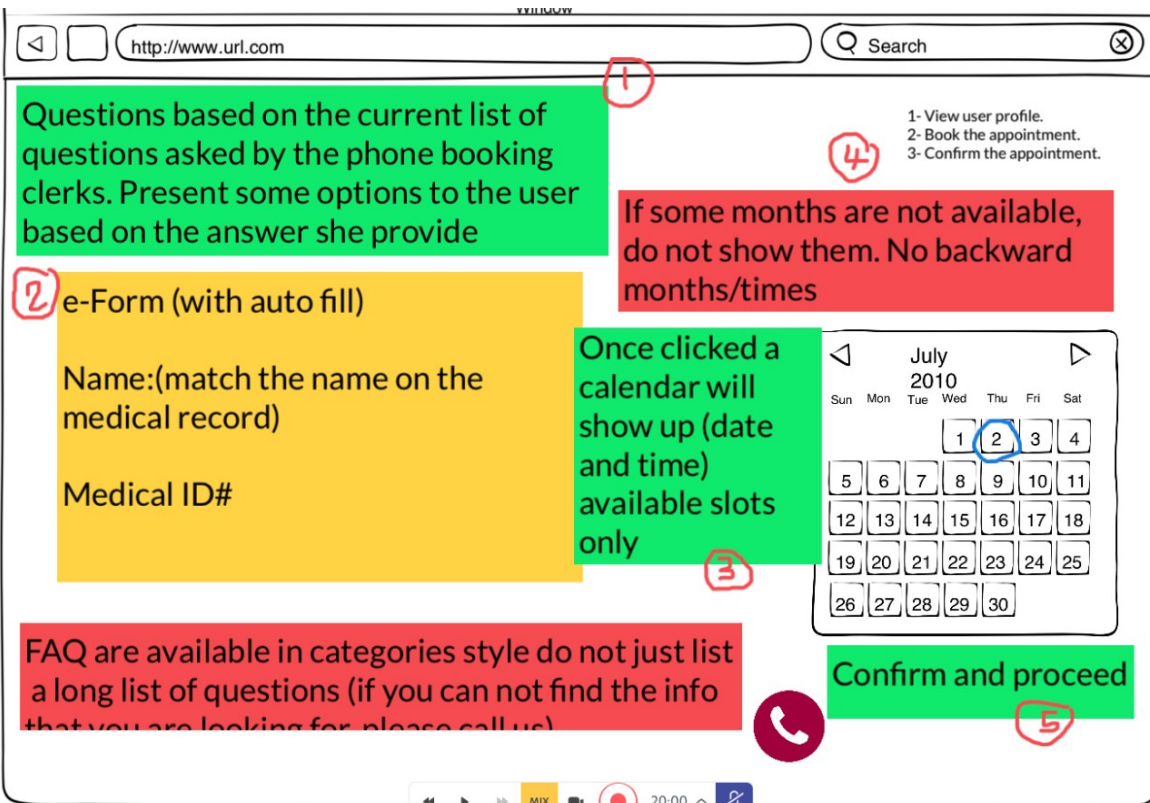 Window
http://www.url.com
Search
1
Questions based on the current list of
questions asked by the phone booking
clerks. Present some options to the user
based on the answer she provide
1- View user profile.
2- Book the appointment.
3- Confirm the appointment.
4
If some months are not available,
do not show them. No backward
months/times
2
e-Form (with auto fill)
Name:(match the name on the
medical record)
Medical ID#
Once clicked a
calendar will
show up (date
and time)
available slots
only
3
July
2010
Sun Mon Tue Wed Thu Fri Sat
1 2 3 4
5 6 7 8 9 10 11
12 13 14 15 16 17 18
19 20 21 22 23 24 25
26 27 28 29 30
FAQ are available in categories style do not just list
a long list of questions (if you can not find the info
that you are looking for, please call us)
Confirm and proceed
5
MIX
20:00